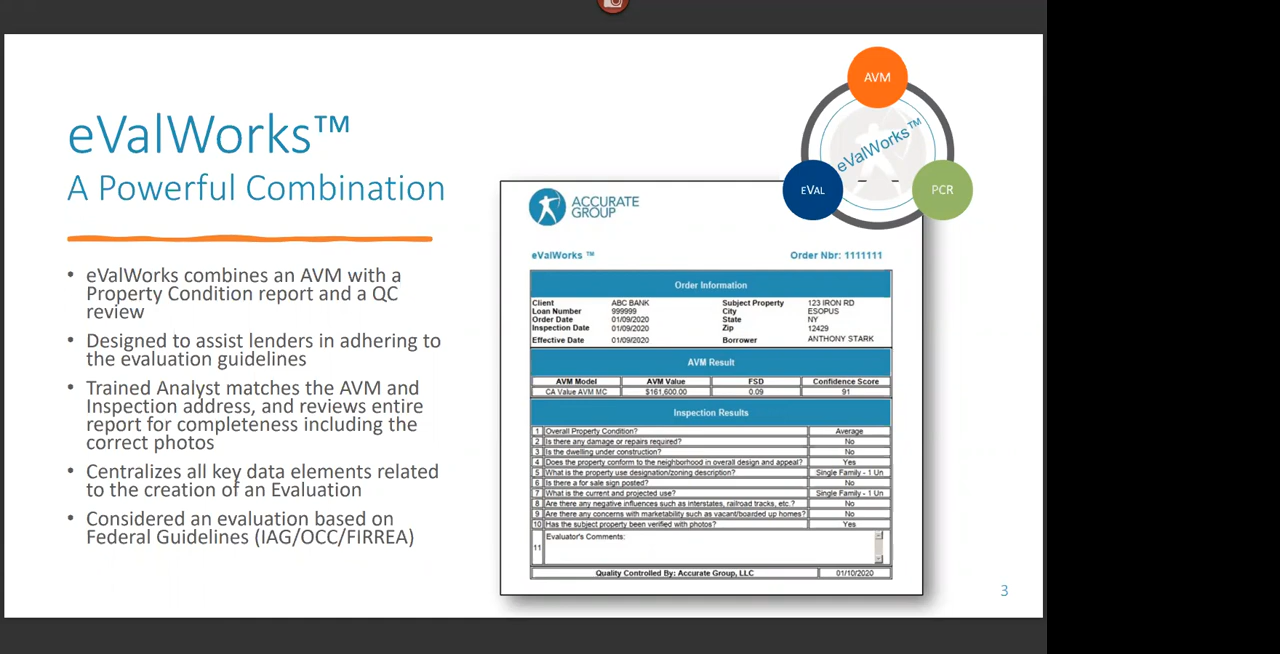 AVM
eValWorks™
eVAL
PCR
eValWorks™
A Powerful Combination
• eValWorks combines an AVM with a
Property Condition report and a QC
review
• Designed to assist lenders in adhering to
the evaluation guidelines
• Trained Analyst matches the AVM and
Inspection address, and reviews entire
report for completeness including the
correct photos
• Centralizes all key data elements related
to the creation of an Evaluation
• Considered an evaluation based on
Federal Guidelines (IAG/OCC/FIRREA)
ACCURATE
GROUP
eValWorks ™ Order Nbr: 1111111
Order Information
Client ABC BANK Subject Property 123 IRON RD
Loan Number 999999 City ESOPUS
Order Date 01/09/2020 State NY
Inspection Date 01/09/2020 Zip 12429
Effective Date 01/09/2020 Borrower ANTHONY STARK
AVM Result
AVM Model AVM Value FSD Confidence Score
CA Value AVM MC $161,600.00 0.09 91
Inspection Results
1 Overall Property Condition? Average
2 Is there any damage or repairs required? No
3 Is the dwelling under construction? No
4 Does the property conform to the neighborhood in overall design and appeal? Yes
5 What is the property use designation/zoning description? Single Family - 1 Un
6 Is there a for sale sign posted? No
7 What is the current and projected use? Single Family - 1 Un
8 Are there any negative influences such as interstates, railroad tracks, etc.? No
9 Are there any concerns with marketability such as vacant/boarded up homes? No
10 Has the subject property been verified with photos? Yes
11 Evaluator's Comments:
Quality Controlled By: Accurate Group, LLC 01/10/2020
3